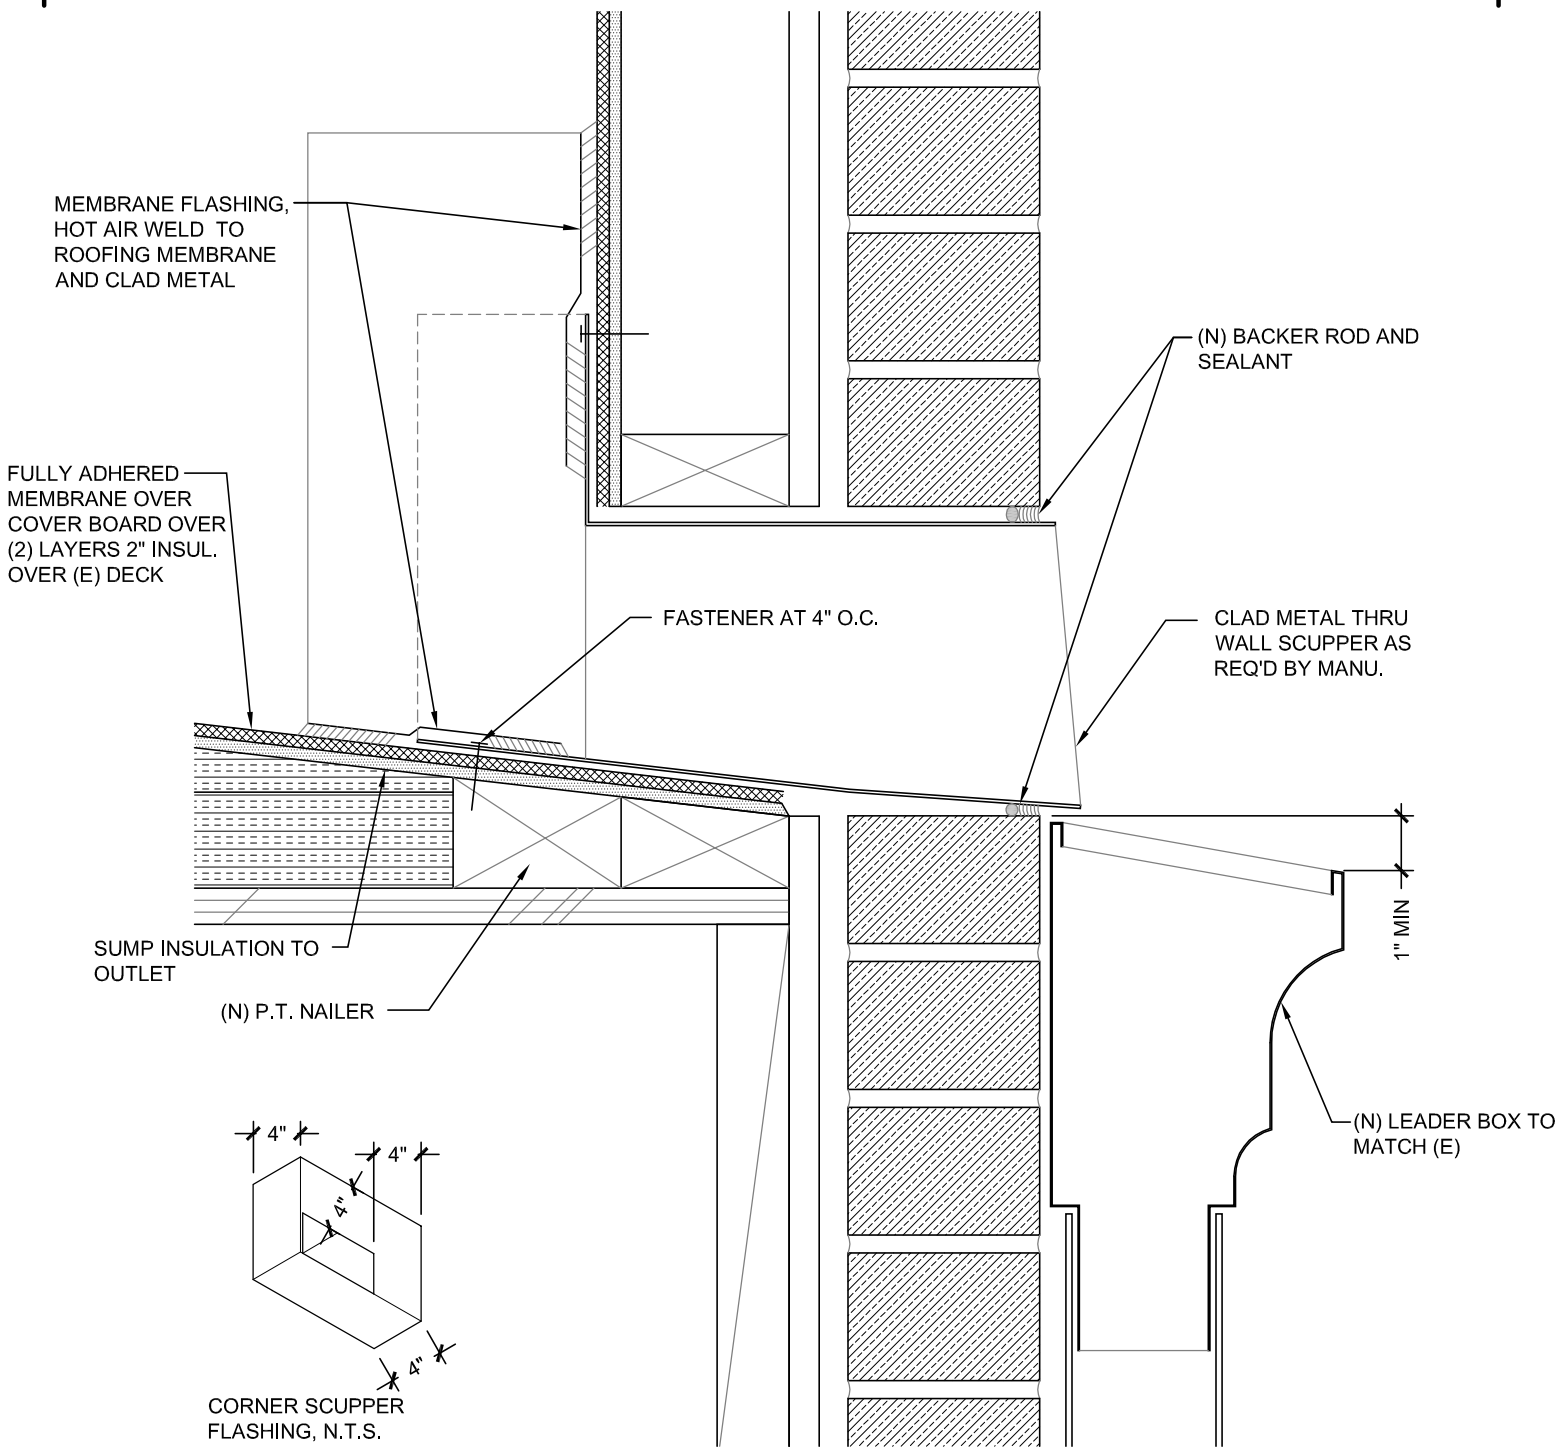 MEMBRANE FLASHING,
HOT AIR WELD TO
ROOFING MEMBRANE
AND CLAD METAL
(N) BACKER ROD AND
SEALANT
FULLY ADHERED
MEMBRANE OVER
COVER BOARD OVER
(2) LAYERS 2" INSUL.
OVER (E) DECK
FASTENER AT 4" O.C.
CLAD METAL THRU
WALL SCUPPER AS
REQ'D BY MANU.
1" MIN
SUMP INSULATION TO
OUTLET
(N) P.T. NAILER
(N) LEADER BOX TO
MATCH (E)
4"
4"
4"
4"
CORNER SCUPPER
FLASHING, N.T.S.